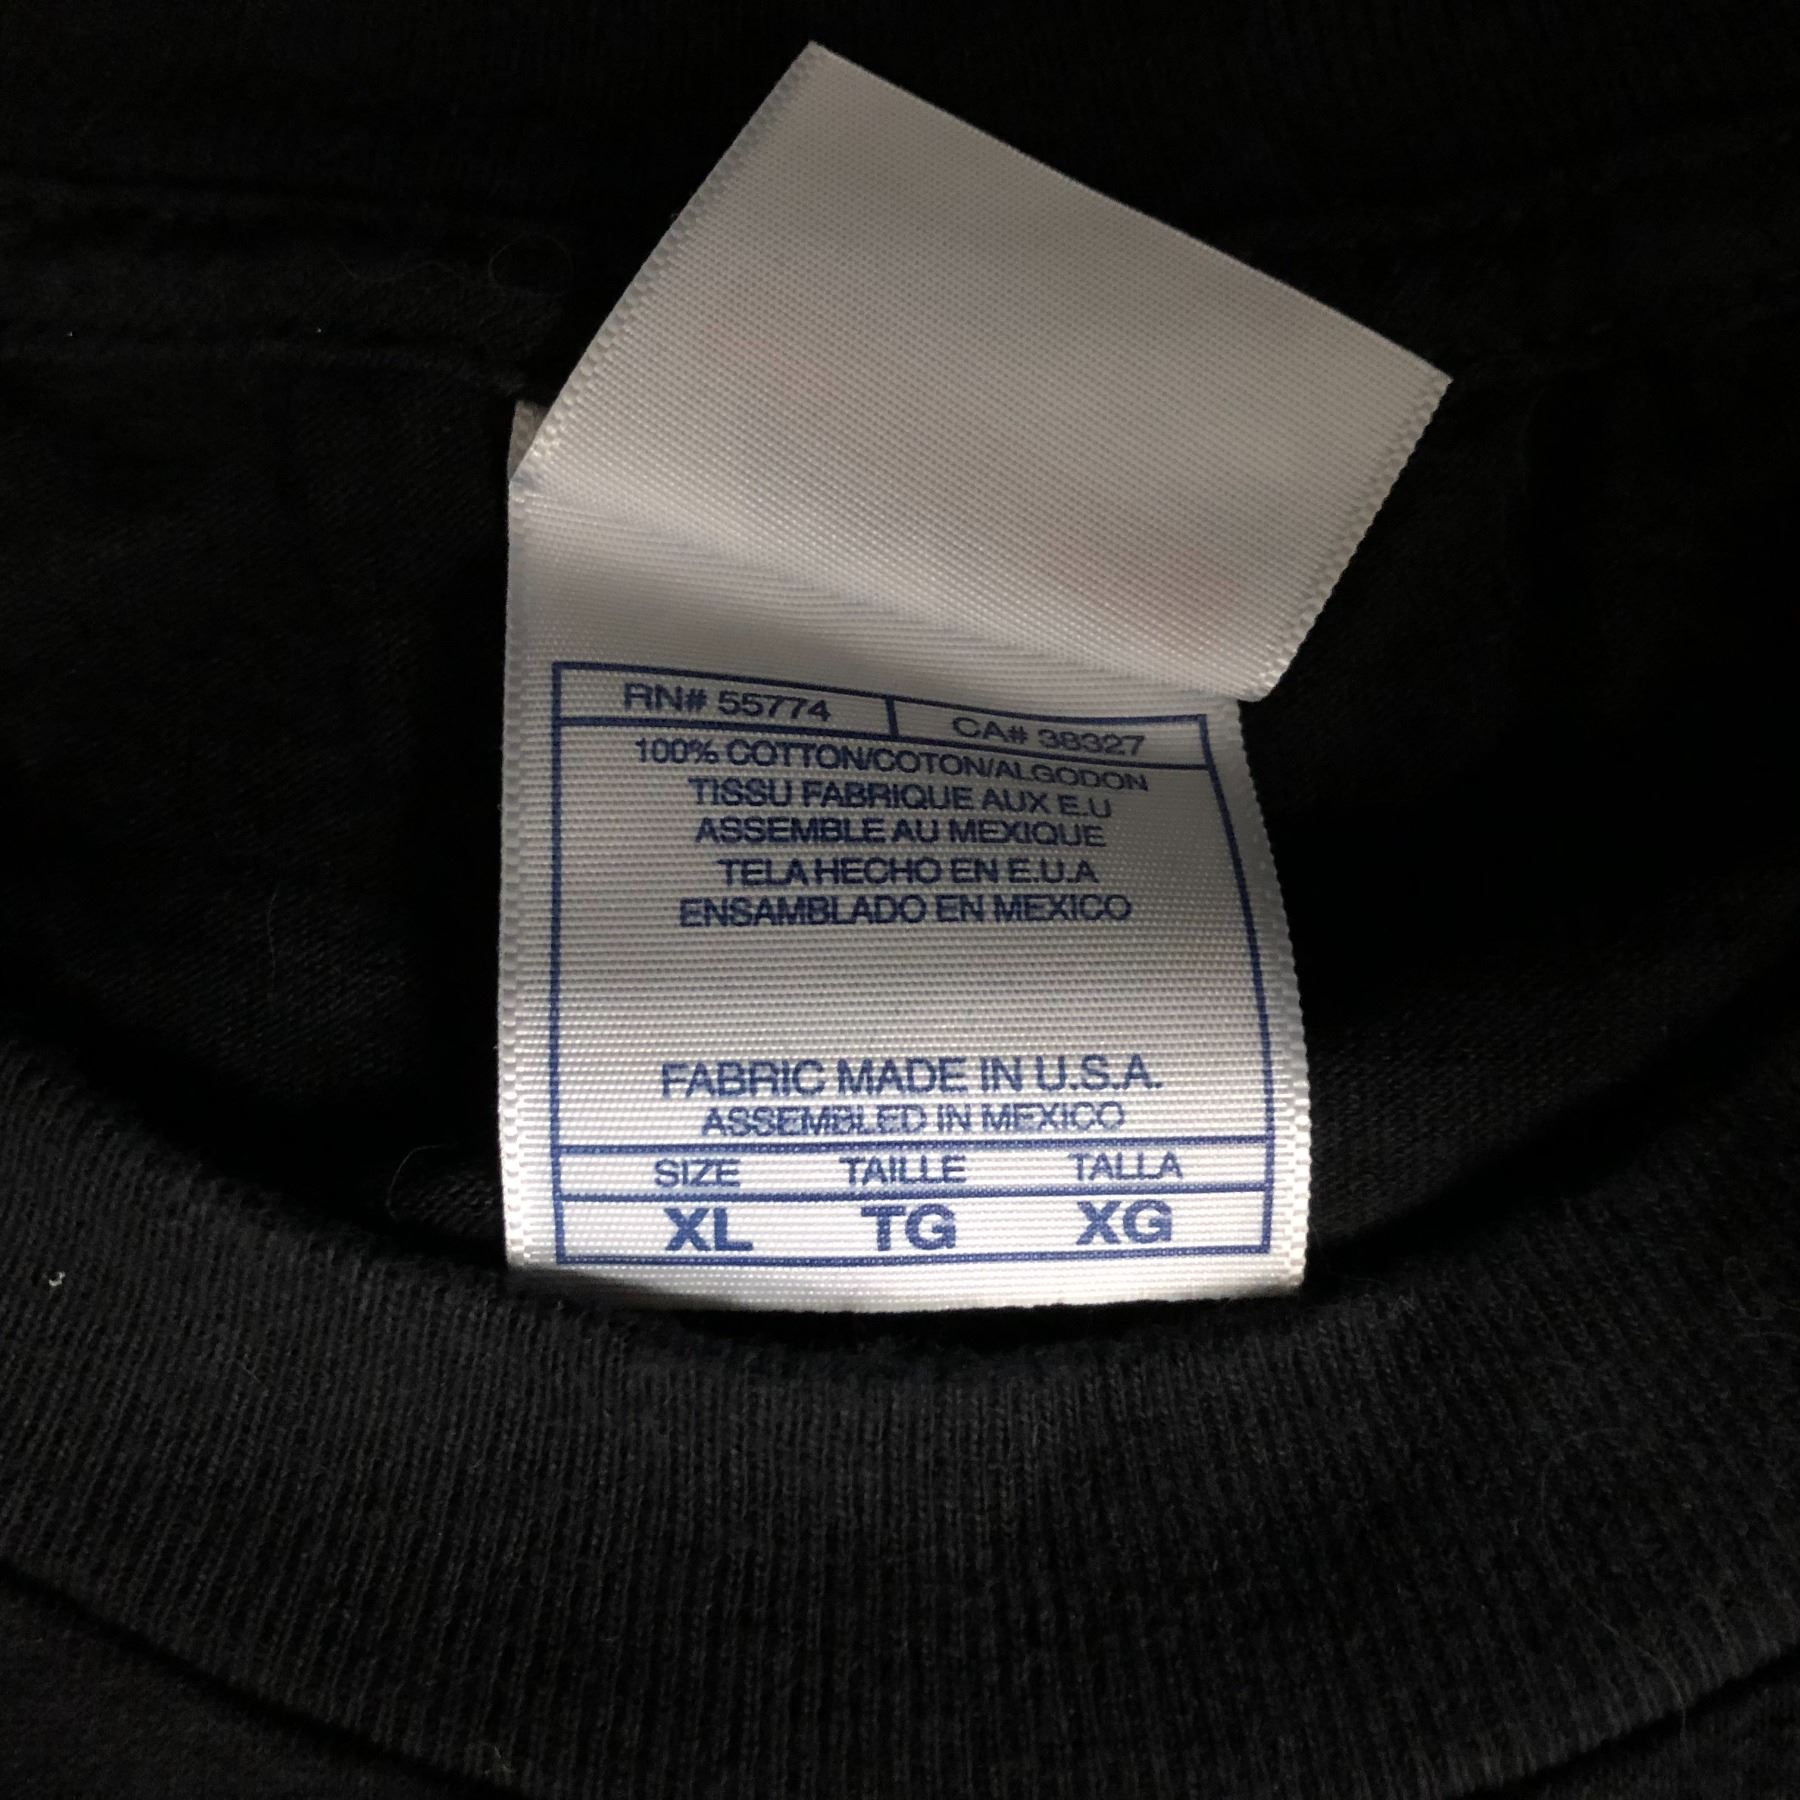 RN# 55774 CA# 38327
100% COTTON/COTON/ALGODON
TISSU FABRIQUE AUX E.U
ASSEMBLE AU MEXIQUE
TELA HECHO EN E.U.A
ENSAMBLADO EN MEXICO
FABRIC MADE IN U.S.A.
ASSEMBLED IN MEXICO
SIZE TAILLE TALLA
XL TG XG